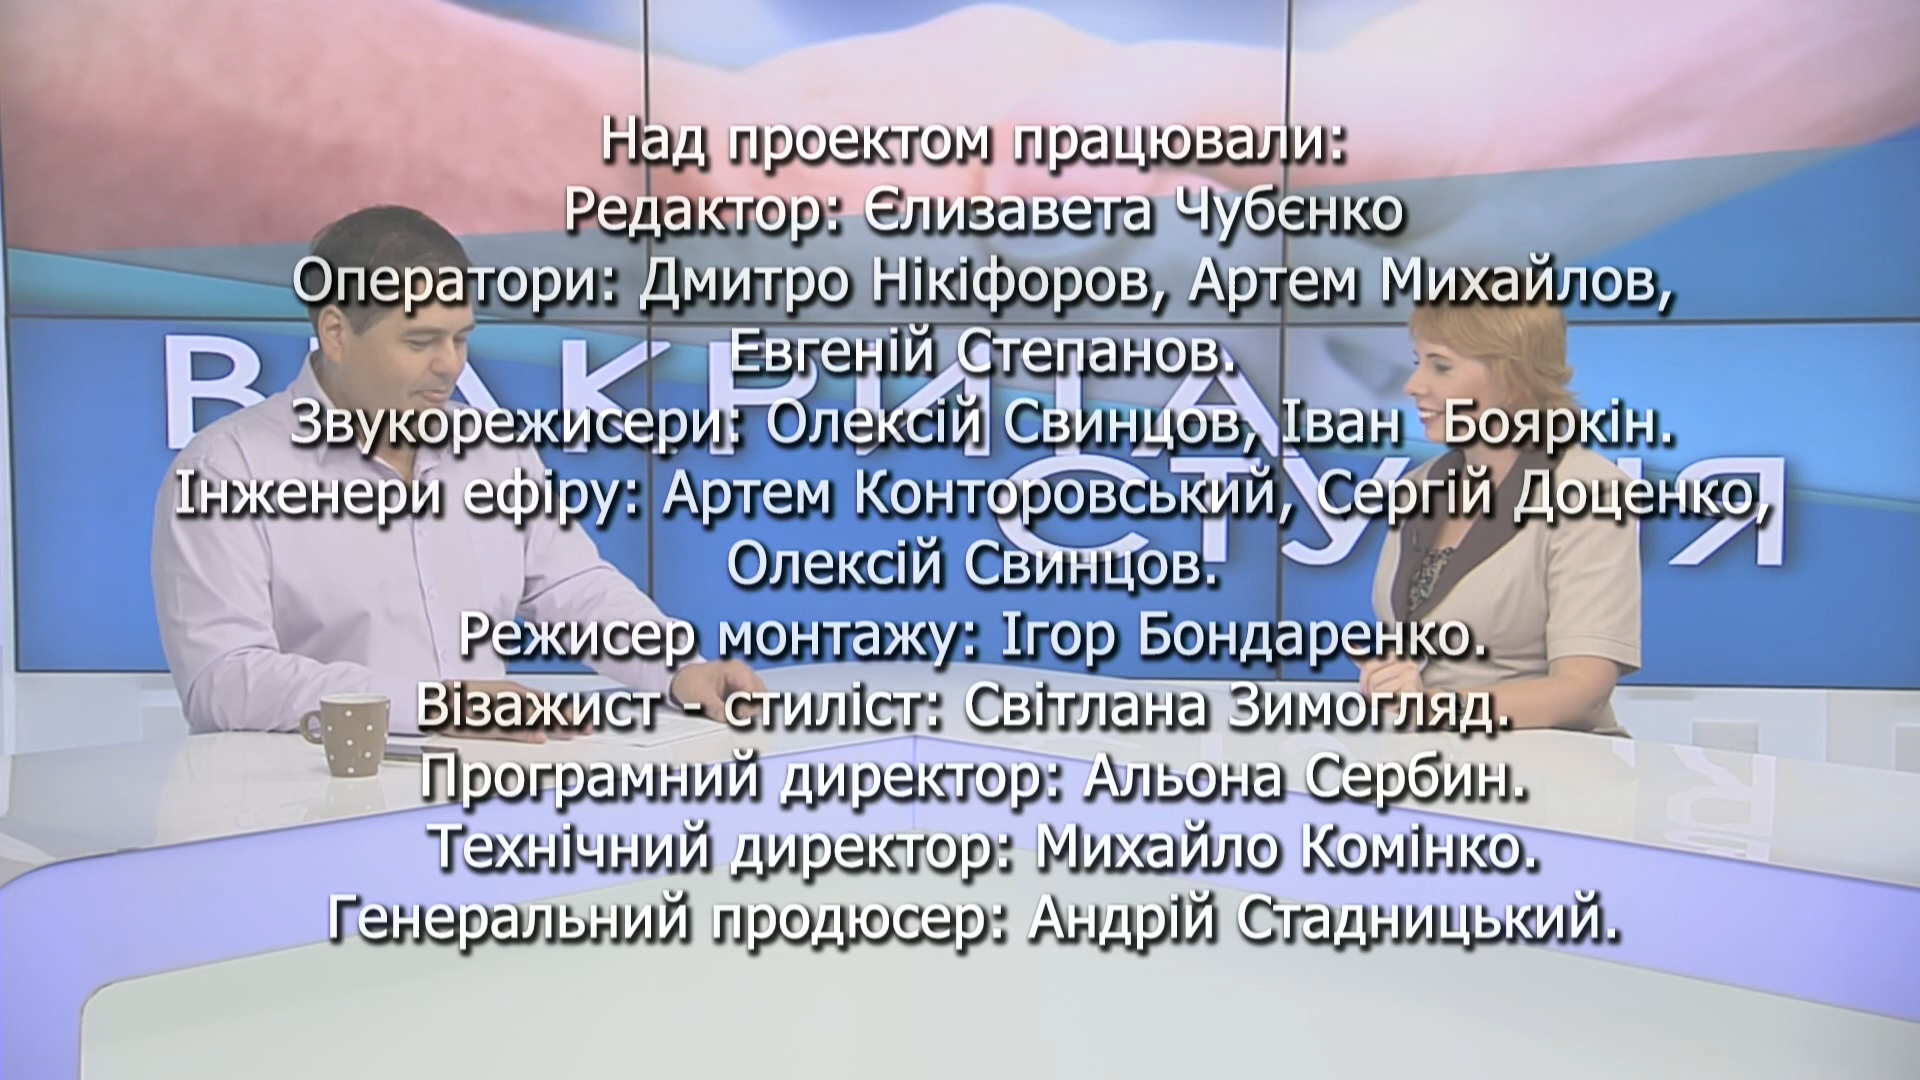 Над проектом працювали:
Редактор: Єлизавета Чубєнко
Оператори: Дмитро Нікіфоров, Артем Михайлов,
Евгеній Степанов.
Звукорежисери: Олексій Свинцов, Іван  Бояркін.
Інженери ефіру: Артем Конторовський, Сергій Доценко,
Олексій Свинцов.
Режисер монтажу: Ігор Бондаренко.
Візажист - стиліст: Світлана Зимогляд.
Програмний директор: Альона Сербин.
Технічний директор: Михайло Комінко.
Генеральний продюсер: Андрій Стадницький.
ВІДКРИТА
СТУДІЯ